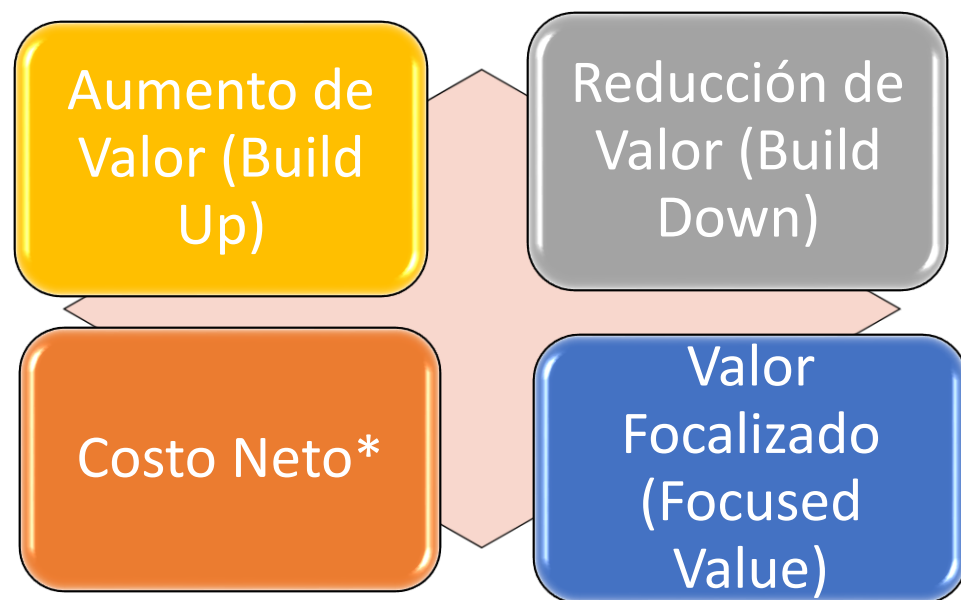 Aumento de
Valor (Build
Up)
Reducción de
Valor (Build
Down)
Costo Neto*
Valor
Focalizado
(Focused
Value)